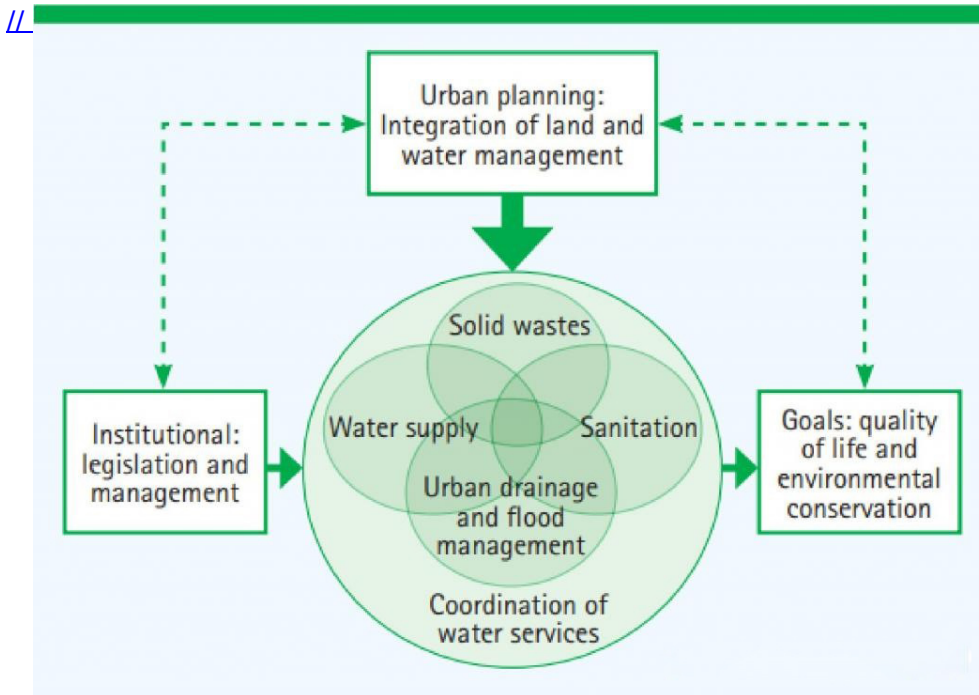 //
Urban planning:
Integration of land and
water management
Solid wastes
Water supply
Sanitation
Urban drainage
and flood
management
Coordination of
water services
Institutional:
legislation and
management
Goals: quality
of life and
environmental
conservation